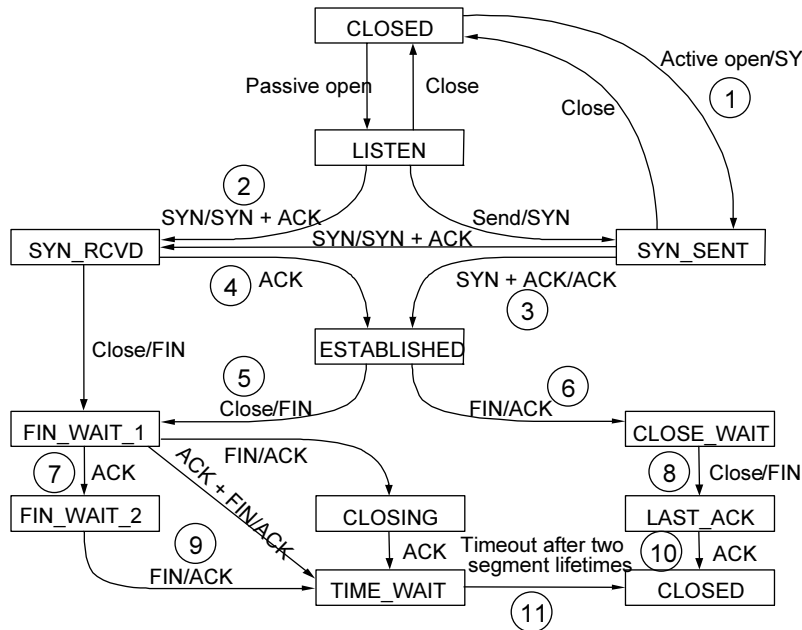 CLOSED
Active open/SY
Passive open
Close
Close
1
LISTEN
2
SYN/SYN + ACK
Send/SYN
SYN/SYN + ACK
SYN_RCVD
SYN_SENT
4
ACK
SYN + ACK/ACK
3
ESTABLISHED
Close/FIN
5
6
Close/FIN
FIN/ACK
FIN_WAIT_1
CLOSE_WAIT
FIN/ACK
7
ACK
ACK + FIN/ACK
8
Close/FIN
FIN_WAIT_2
CLOSING
LAST_ACK
9
ACK
Timeout after two
segment lifetimes
10
ACK
FIN/ACK
TIME_WAIT
CLOSED
11